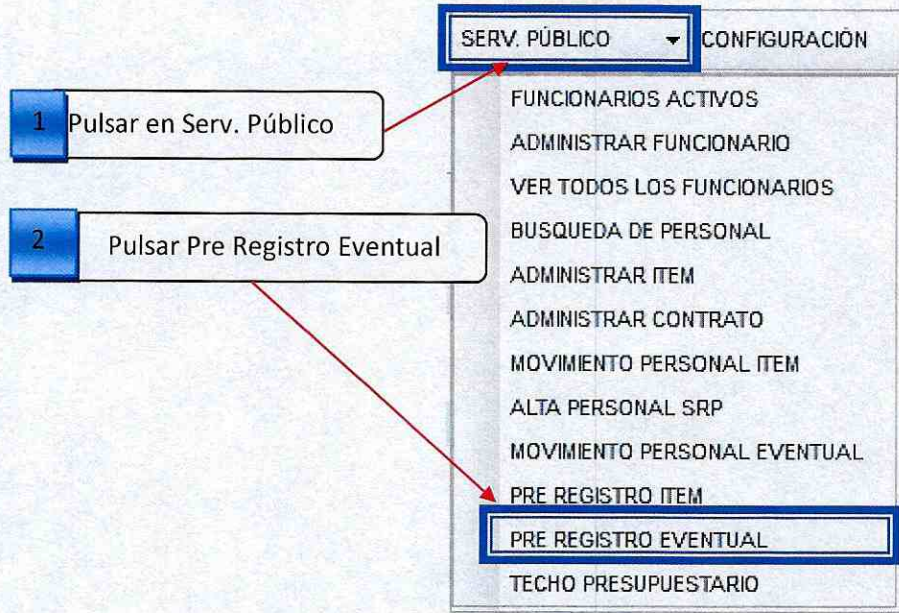 SERV. PÚBLICO CONFIGURACIÓN
1 Pulsar en Serv. Público
2 Pulsar Pre Registro Eventual
FUNCIONARIOS ACTIVOS
ADMINISTRAR FUNCIONARIO
VER TODOS LOS FUNCIONARIOS
BUSQUEDA DE PERSONAL
ADMINISTRAR ITEM
ADMINISTRAR CONTRATO
MOVIMIENTO PERSONAL ITEM
ALTA PERSONAL SRP
MOVIMIENTO PERSONAL EVENTUAL
PRE REGISTRO ITEM
PRE REGISTRO EVENTUAL
TECHO PRESUPUESTARIO